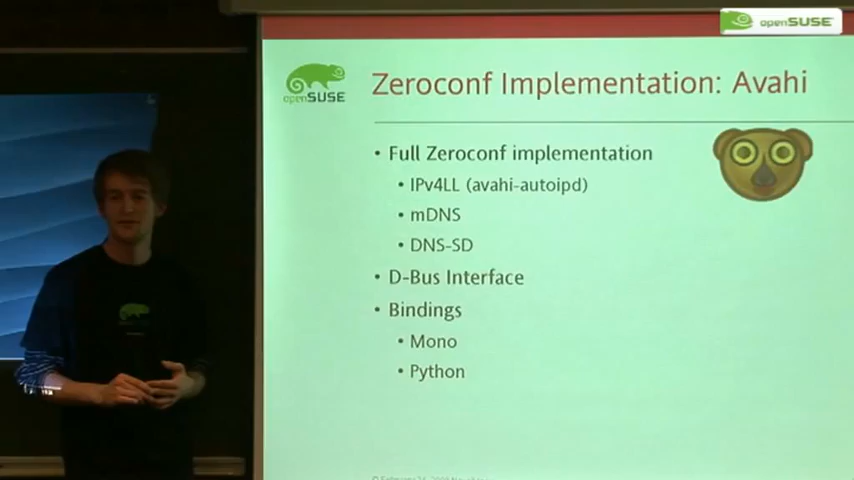 openSUSE
openSUSE
Zeroconf Implementation: Avahi
• Full Zeroconf implementation
• IPv4LL (avahi-autoipd)
• mDNS
• DNS-SD
• D-Bus Interface
• Bindings
• Mono
• Python